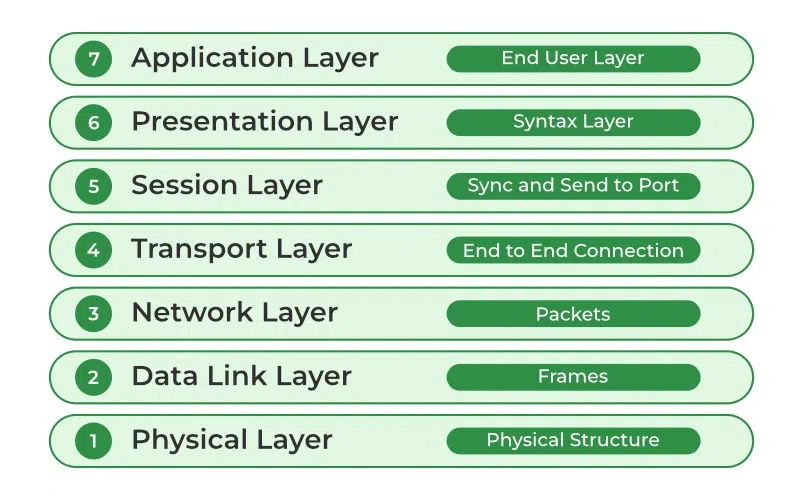 7 Application Layer End User Layer
6 Presentation Layer Syntax Layer
5 Session Layer Sync and Send to Port
4 Transport Layer End to End Connection
3 Network Layer Packets
2 Data Link Layer Frames
1 Physical Layer Physical Structure